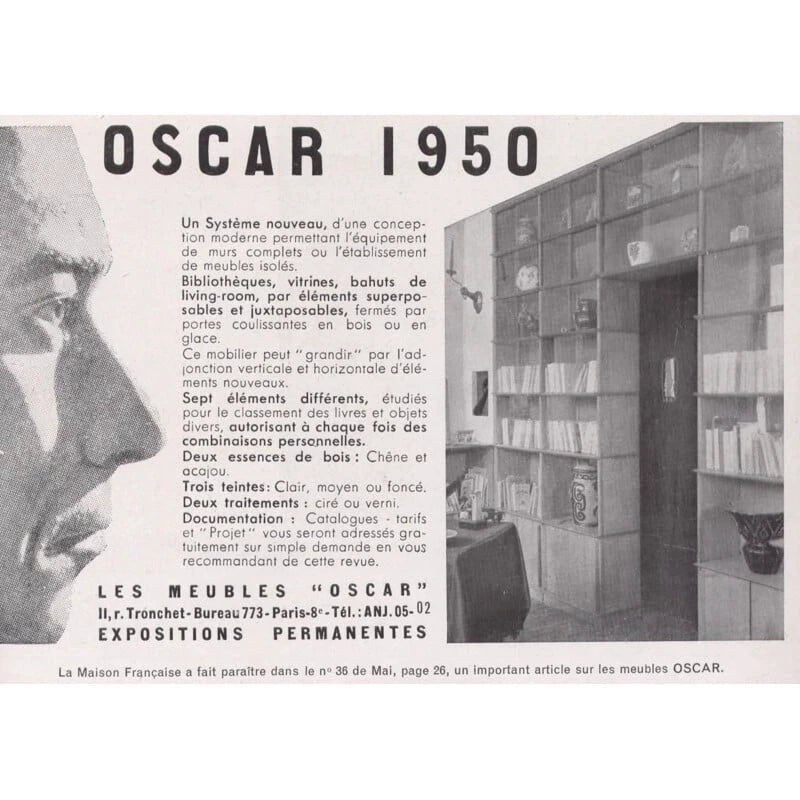 OSCAR 1950
Un Système nouveau, d'une concep-
tion moderne permettant l'équipement
de murs complets ou l'établissement
de meubles isolés.
Bibliothèques, vitrines, bahuts de
living-room, par éléments superpo-
sables et juxtaposables, fermés par
portes coulissantes en bois ou en
glace.
Ce mobilier peut "grandir" par l'ad-
jonction verticale et horizontale d'élé-
ments nouveaux.
Sept éléments différents, étudiés
pour le classement des livres et objets
divers, autorisant à chaque fois des
combinaisons personnelles.
Deux essences de bois : Chêne et
acajou.
Trois teintes : Clair, moyen ou foncé.
Deux traitements : ciré ou verni.
Documentation : Catalogues - tarifs
et "Projet" vous seront adressés gra-
tuitement sur simple demande en vous
recommandant de cette revue.
LES MEUBLES "OSCAR"
11, r. Tronchet - Bureau 773 - Paris-8e - Tél. : ANJ. 05-02
EXPOSITIONS PERMANENTES
La Maison Française a fait paraître dans le no 36 de Mai, page 26, un important article sur les meubles OSCAR.